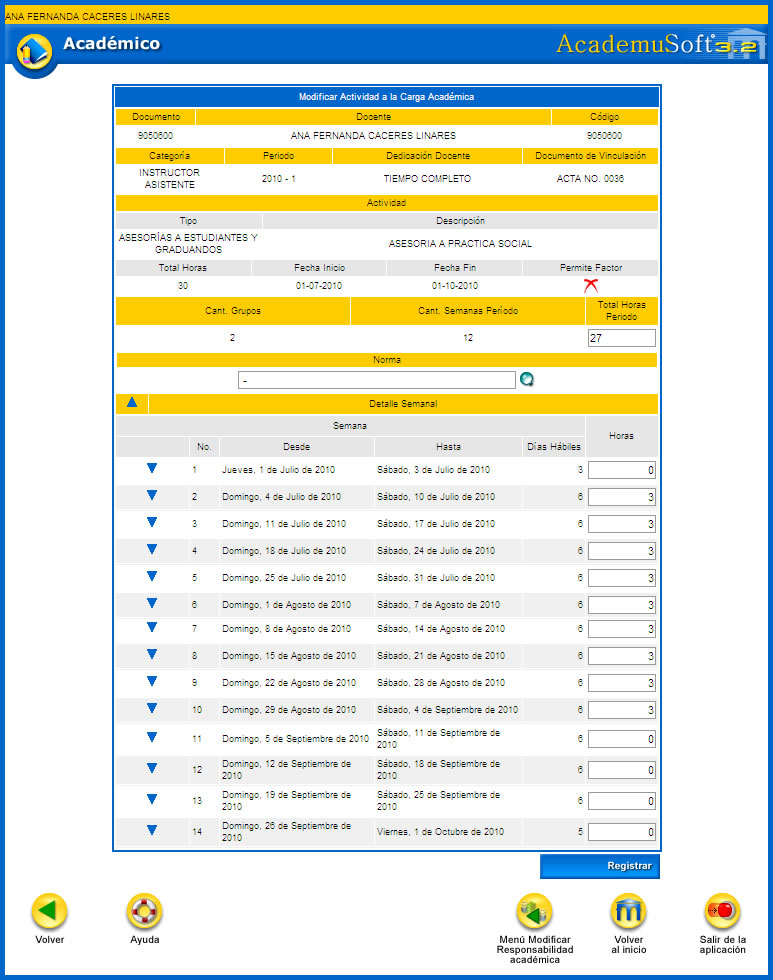 ANA FERNANDA CACERES LINARES
Académico
AcademuSoft 3.2
Modificar Actividad a la Carga Académica
Documento Docente Código
9050600 ANA FERNANDA CACERES LINARES 9050600
Categoría Periodo Dedicación Docente Documento de Vinculación
INSTRUCTOR
ASISTENTE 2010 - 1 TIEMPO COMPLETO ACTA NO. 0036
Actividad
Tipo Descripción
ASESORÍAS A ESTUDIANTES Y
GRADUANDOS ASESORIA A PRACTICA SOCIAL
Total Horas Fecha Inicio Fecha Fin Permite Factor
30 01-07-2010 01-10-2010
Cant. Grupos Cant. Semanas Período Total Horas
Periodo
2 12 27
Norma
-
Detalle Semanal
Semana Horas
No. Desde Hasta Días Hábiles
1 Jueves, 1 de Julio de 2010 Sábado, 3 de Julio de 2010 3 0
2 Domingo, 4 de Julio de 2010 Sábado, 10 de Julio de 2010 6 3
3 Domingo, 11 de Julio de 2010 Sábado, 17 de Julio de 2010 6 3
4 Domingo, 18 de Julio de 2010 Sábado, 24 de Julio de 2010 6 3
5 Domingo, 25 de Julio de 2010 Sábado, 31 de Julio de 2010 6 3
6 Domingo, 1 de Agosto de 2010 Sábado, 7 de Agosto de 2010 6 3
7 Domingo, 8 de Agosto de 2010 Sábado, 14 de Agosto de 2010 6 3
8 Domingo, 15 de Agosto de 2010 Sábado, 21 de Agosto de 2010 6 3
9 Domingo, 22 de Agosto de 2010 Sábado, 28 de Agosto de 2010 6 3
10 Domingo, 29 de Agosto de 2010 Sábado, 4 de Septiembre de 2010 6 3
11 Domingo, 5 de Septiembre de 2010 Sábado, 11 de Septiembre de
2010 6 0
12 Domingo, 12 de Septiembre de
2010 Sábado, 18 de Septiembre de
2010 6 0
13 Domingo, 19 de Septiembre de
2010 Sábado, 25 de Septiembre de
2010 6 0
14 Domingo, 26 de Septiembre de
2010 Viernes, 1 de Octubre de 2010 5 0
Registrar
Volver
Ayuda
Menú Modificar
Responsabilidad
académica
Volver
al inicio
Salir de la
aplicación